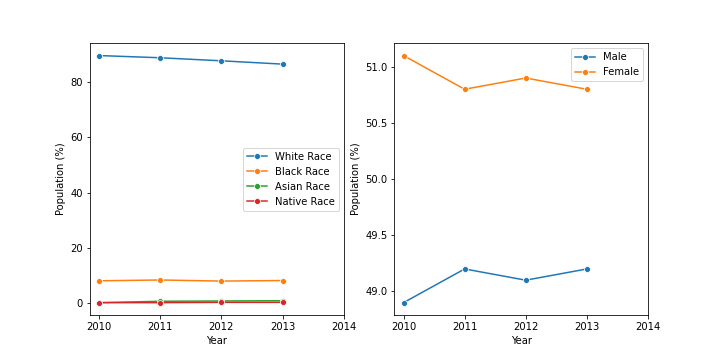 Population (%)
80
60
40
20
0
2010 2011 2012 2013 2014
Year
White Race
Black Race
Asian Race
Native Race
Population (%)
51.0
50.5
50.0
49.5
49.0
2010 2011 2012 2013 2014
Year
Male
Female